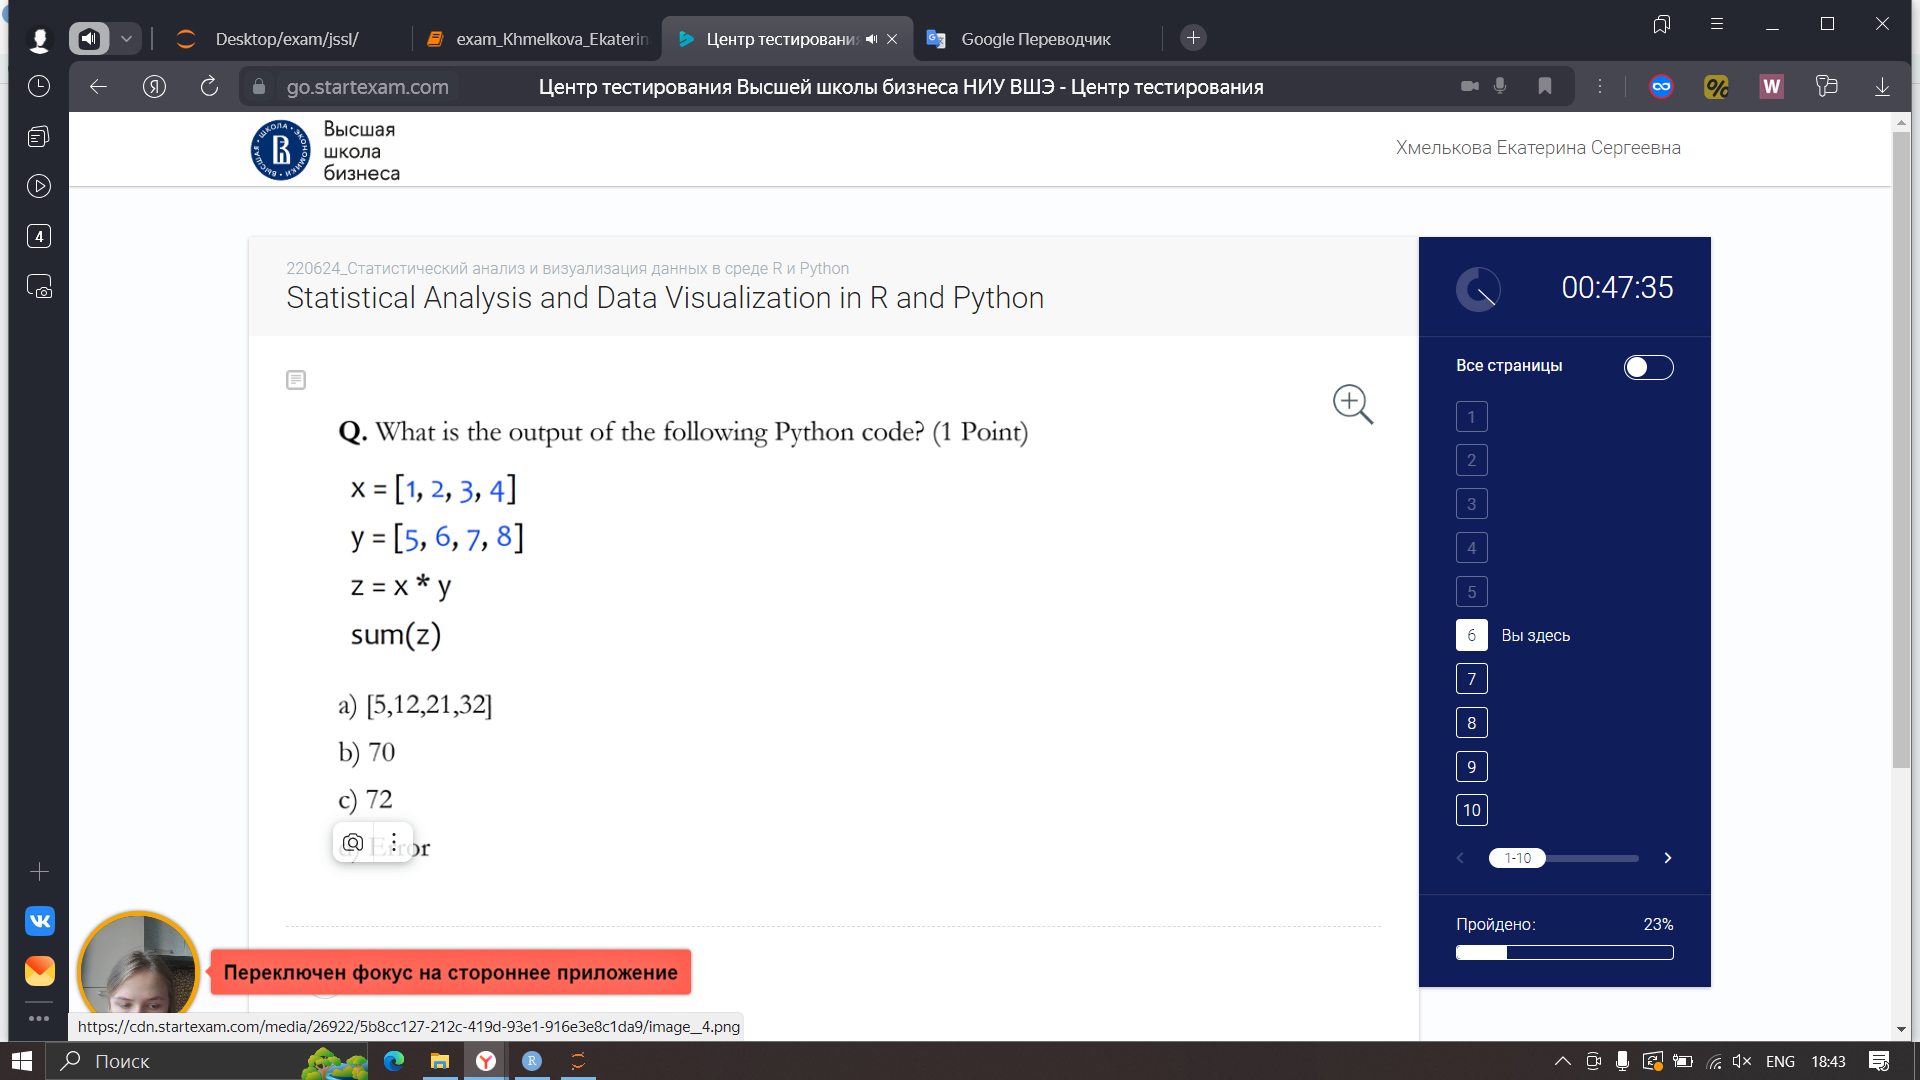 Desktop/exam/jssl/
exam_Khmelkova_Ekaterin
Центр тестировани
Google Переводчик
Я
go.startexam.com
Центр тестирования Высшей школы бизнеса НИУ ВШЭ - Центр тестирования
%
W
Высшая
школа
бизнеса
Хмелькова Екатерина Сергеевна
4
220624_Статистический анализ и визуализация данных в среде R и Python
Statistical Analysis and Data Visualization in R and Python
00:47:35
Все страницы
Q. What is the output of the following Python code? (1 Point)
x = [1, 2, 3, 4]
y = [5, 6, 7, 8]
z = x * y
sum(z)
a) [5,12,21,32]
b) 70
c) 72
d) Error
1
2
3
4
5
6 Вы здесь
7
8
9
10
1-10
Пройдено: 23%
Переключен фокус на стороннее приложение
https://cdn.startexam.com/media/26922/5b8cc127-212c-419d-93e1-916e3e8c1da9/image_4.png
Поиск
ENG
18:43